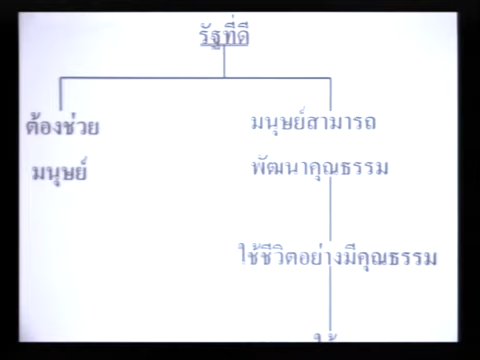 รัฐที่ดี
ต้องช่วย
มนุษย์
มนุษย์สามารถ
พัฒนาคุณธรรม
ใช้ชีวิตอย่างมีคุณธรรม